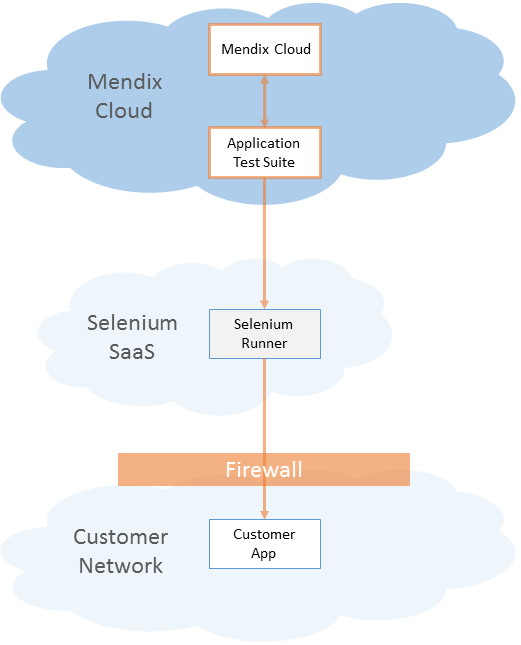 Mendix Cloud
Mendix
Cloud
Application
Test Suite
Selenium
SaaS
Selenium
Runner
Firewall
Customer
Network
Customer
App